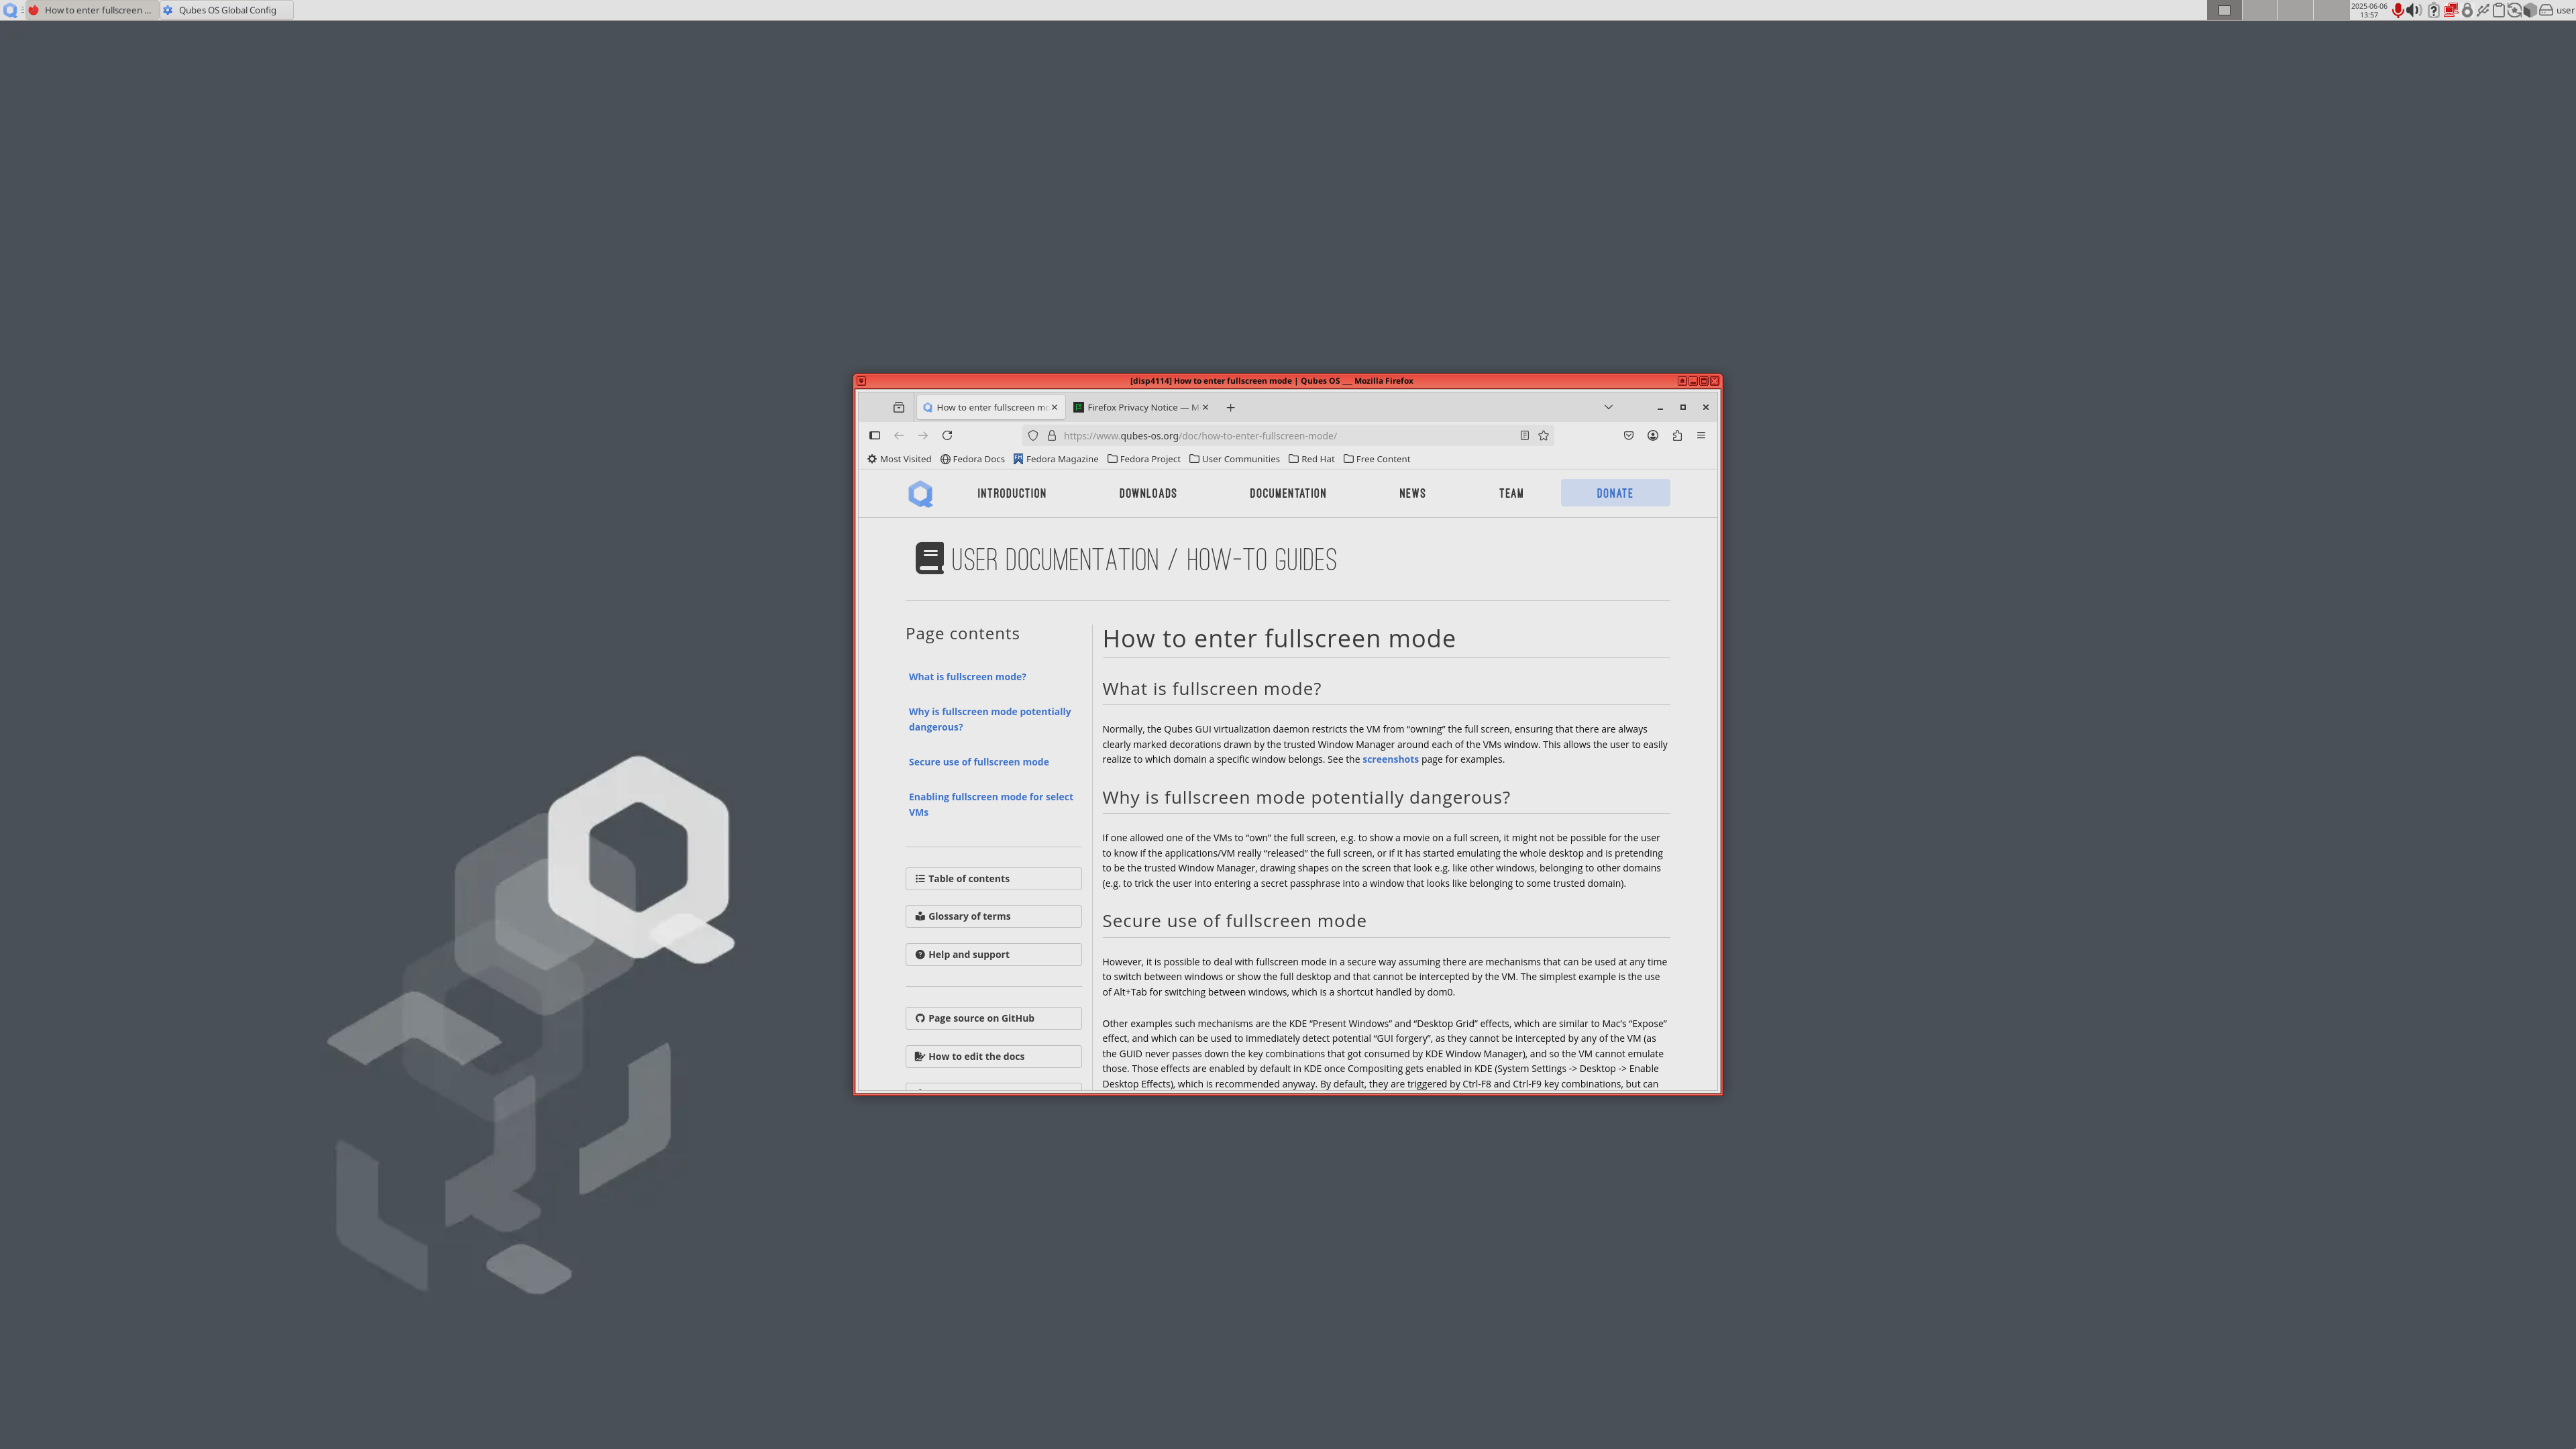 How to enter fullscreen ...
Qubes OS Global Config
2025-06-06
13:57
user
[disp4114] How to enter fullscreen mode | Qubes OS ___ Mozilla Firefox
How to enter fullscreen mo
Firefox Privacy Notice — M
https://www.qubes-os.org/doc/how-to-enter-fullscreen-mode/
Most Visited
Fedora Docs
Fedora Magazine
Fedora Project
User Communities
Red Hat
Free Content
INTRODUCTION
DOWNLOADS
DOCUMENTATION
NEWS
TEAM
DONATE
USER DOCUMENTATION / HOW-TO GUIDES
Page contents
What is fullscreen mode?
Why is fullscreen mode potentially
dangerous?
Secure use of fullscreen mode
Enabling fullscreen mode for select
VMs
Table of contents
Glossary of terms
Help and support
Page source on GitHub
How to edit the docs
How to enter fullscreen mode
What is fullscreen mode?
Normally, the Qubes GUI virtualization daemon restricts the VM from “owning” the full screen, ensuring that there are always
clearly marked decorations drawn by the trusted Window Manager around each of the VMs window. This allows the user to easily
realize to which domain a specific window belongs. See the screenshots page for examples.
Why is fullscreen mode potentially dangerous?
If one allowed one of the VMs to “own” the full screen, e.g. to show a movie on a full screen, it might not be possible for the user
to know if the applications/VM really “released” the full screen, or if it has started emulating the whole desktop and is pretending
to be the trusted Window Manager, drawing shapes on the screen that look e.g. like other windows, belonging to other domains
(e.g. to trick the user into entering a secret passphrase into a window that looks like belonging to some trusted domain).
Secure use of fullscreen mode
However, it is possible to deal with fullscreen mode in a secure way assuming there are mechanisms that can be used at any time
to switch between windows or show the full desktop and that cannot be intercepted by the VM. The simplest example is the use
of Alt+Tab for switching between windows, which is a shortcut handled by dom0.
Other examples such mechanisms are the KDE “Present Windows” and “Desktop Grid” effects, which are similar to Mac’s “Expose”
effect, and which can be used to immediately detect potential “GUI forgery”, as they cannot be intercepted by any of the VM (as
the GUID never passes down the key combinations that got consumed by KDE Window Manager), and so the VM cannot emulate
those. Those effects are enabled by default in KDE once Compositing gets enabled in KDE (System Settings -> Desktop -> Enable
Desktop Effects), which is recommended anyway. By default, they are triggered by Ctrl-F8 and Ctrl-F9 key combinations, but can